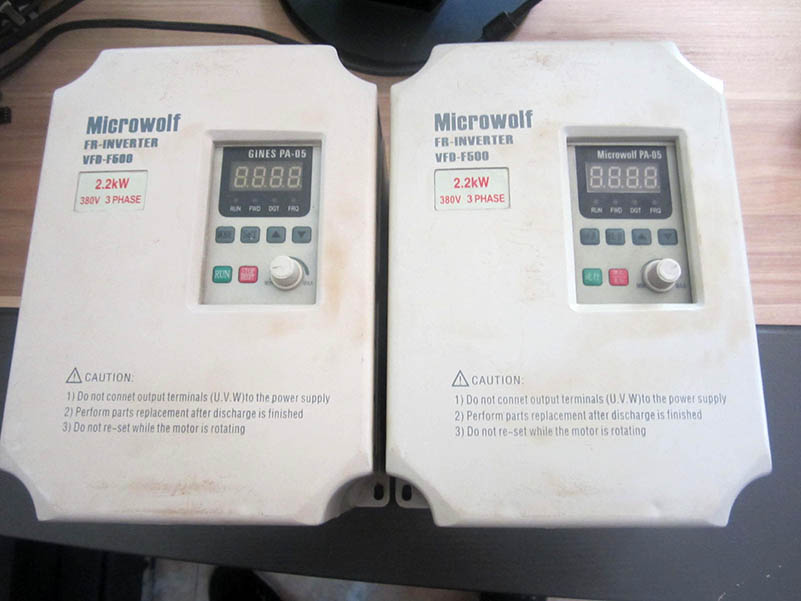 Microwolf
FR-INVERTER
VFD-F500
2.2kW
380V 3 PHASE
GINES PA-05
8.8.8.8
RUN FWD DGT FRQ
RUN
STOP
MAX
CAUTION:
1) Do not connet output terminals (U.V.W)to the power supply
2) Perform parts replacement after discharge is finished
3) Do not re-set while the motor is rotating
Microwolf
FR-INVERTER
VFD-F500
2.2kW
380V 3 PHASE
Microwolf PA-05
8.8.8.8
RUN FWD DGT FRQ
运行
MAX
CAUTION:
1) Do not connet output terminals (U.V.W)to the power supply
2) Perform parts replacement after discharge is finished
3) Do not re-set while the motor is rotating